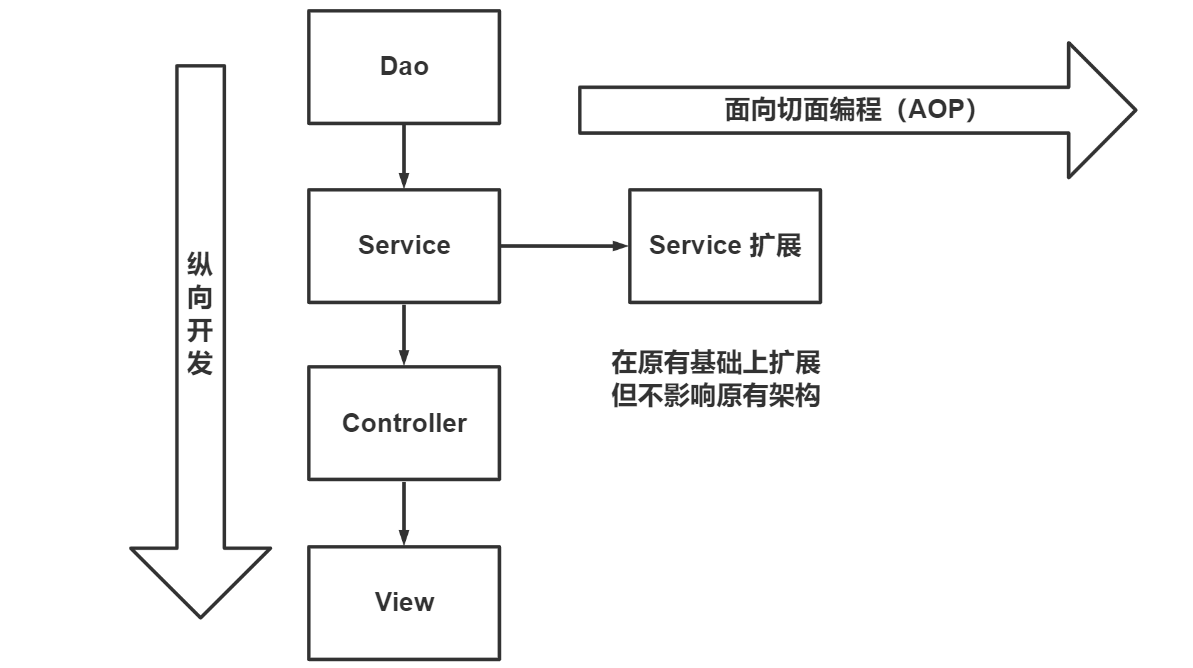 Dao
面向切面编程（AOP）
纵向开发
Service
Service 扩展
在原有基础上扩展
但不影响原有架构
Controller
View